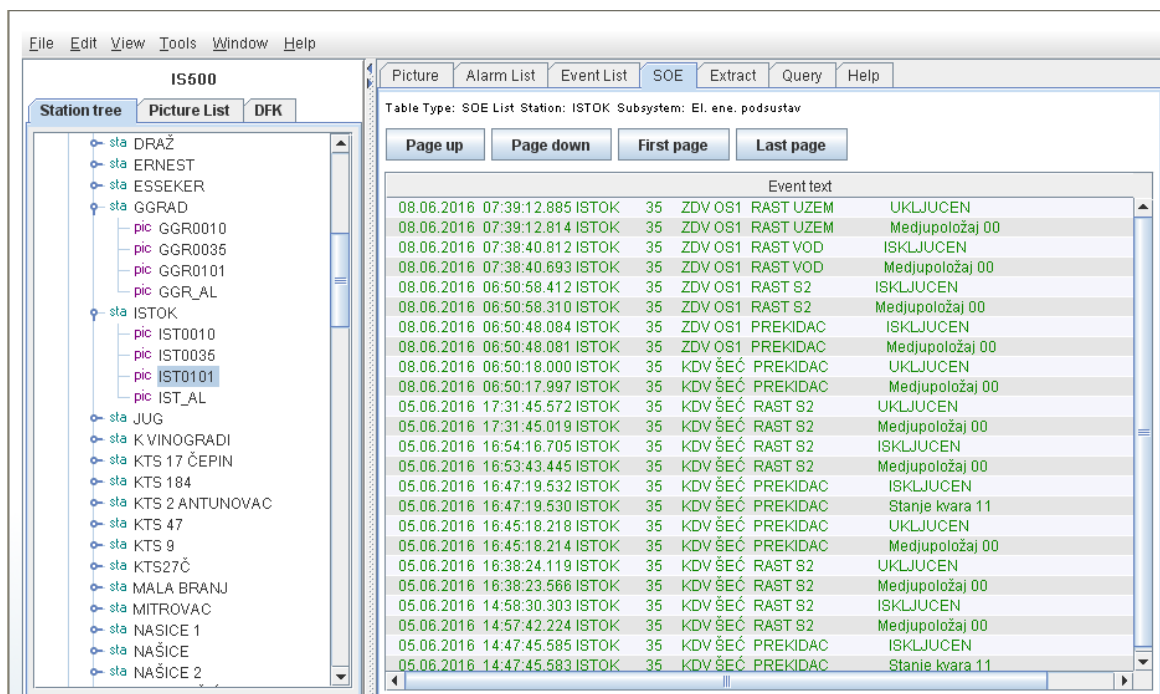 File Edit View Tools Window Help
IS500
Station tree Picture List DFK
sta DRAŽ
sta ERNEST
sta ESSEKER
sta GGRAD
pic GGR0010
pic GGR0035
pic GGR0101
pic GGR_AL
sta ISTOK
pic IST0010
pic IST0035
pic IST0101
pic IST_AL
sta JUG
sta K.VINOGRADI
sta KTS 17 ČEPIN
sta KTS 184
sta KTS 2 ANTUNOVAC
sta KTS 47
sta KTS 9
sta KTS27Č
sta MALA BRANJ
sta MITROVAC
sta NAŠICE 1
sta NAŠICE
sta NAŠICE 2
Picture Alarm List Event List SOE Extract Query Help
Table Type: SOE List Station: ISTOK Subsystem: El. ene. podsustav
Page up Page down First page Last page
Event text
08.06.2016 07:39:12.885 ISTOK 35 ZDV OS1 RAST UZEM UKLJUCEN
08.06.2016 07:39:12.814 ISTOK 35 ZDV OS1 RAST UZEM Medjupoložaj 00
08.06.2016 07:38:40.812 ISTOK 35 ZDV OS1 RAST VOD ISKLJUCEN
08.06.2016 07:38:40.693 ISTOK 35 ZDV OS1 RAST VOD Medjupoložaj 00
08.06.2016 06:50:58.412 ISTOK 35 ZDV OS1 RAST S2 ISKLJUCEN
08.06.2016 06:50:58.310 ISTOK 35 ZDV OS1 RAST S2 Medjupoložaj 00
08.06.2016 06:50:48.084 ISTOK 35 ZDV OS1 PREKIDAC ISKLJUCEN
08.06.2016 06:50:48.081 ISTOK 35 ZDV OS1 PREKIDAC Medjupoložaj 00
08.06.2016 06:50:18.000 ISTOK 35 KDV ŠEĆ PREKIDAC UKLJUCEN
08.06.2016 06:50:17.997 ISTOK 35 KDV ŠEĆ PREKIDAC Medjupoložaj 00
05.06.2016 17:31:45.572 ISTOK 35 KDV ŠEĆ RAST S2 UKLJUCEN
05.06.2016 17:31:45.019 ISTOK 35 KDV ŠEĆ RAST S2 Medjupoložaj 00
05.06.2016 16:54:16.705 ISTOK 35 KDV ŠEĆ RAST S2 ISKLJUCEN
05.06.2016 16:53:43.445 ISTOK 35 KDV ŠEĆ RAST S2 Medjupoložaj 00
05.06.2016 16:47:19.532 ISTOK 35 KDV ŠEĆ PREKIDAC ISKLJUCEN
05.06.2016 16:47:19.530 ISTOK 35 KDV ŠEĆ PREKIDAC Stanje kvara 11
05.06.2016 16:45:18.218 ISTOK 35 KDV ŠEĆ PREKIDAC UKLJUCEN
05.06.2016 16:45:18.214 ISTOK 35 KDV ŠEĆ PREKIDAC Medjupoložaj 00
05.06.2016 16:38:24.119 ISTOK 35 KDV ŠEĆ RAST S2 UKLJUCEN
05.06.2016 16:38:23.566 ISTOK 35 KDV ŠEĆ RAST S2 Medjupoložaj 00
05.06.2016 14:58:30.303 ISTOK 35 KDV ŠEĆ RAST S2 ISKLJUCEN
05.06.2016 14:57:42.224 ISTOK 35 KDV ŠEĆ RAST S2 Medjupoložaj 00
05.06.2016 14:47:45.585 ISTOK 35 KDV ŠEĆ PREKIDAC ISKLJUCEN
05.06.2016 14:47:45.583 ISTOK 35 KDV ŠEĆ PREKIDAC Stanje kvara 11